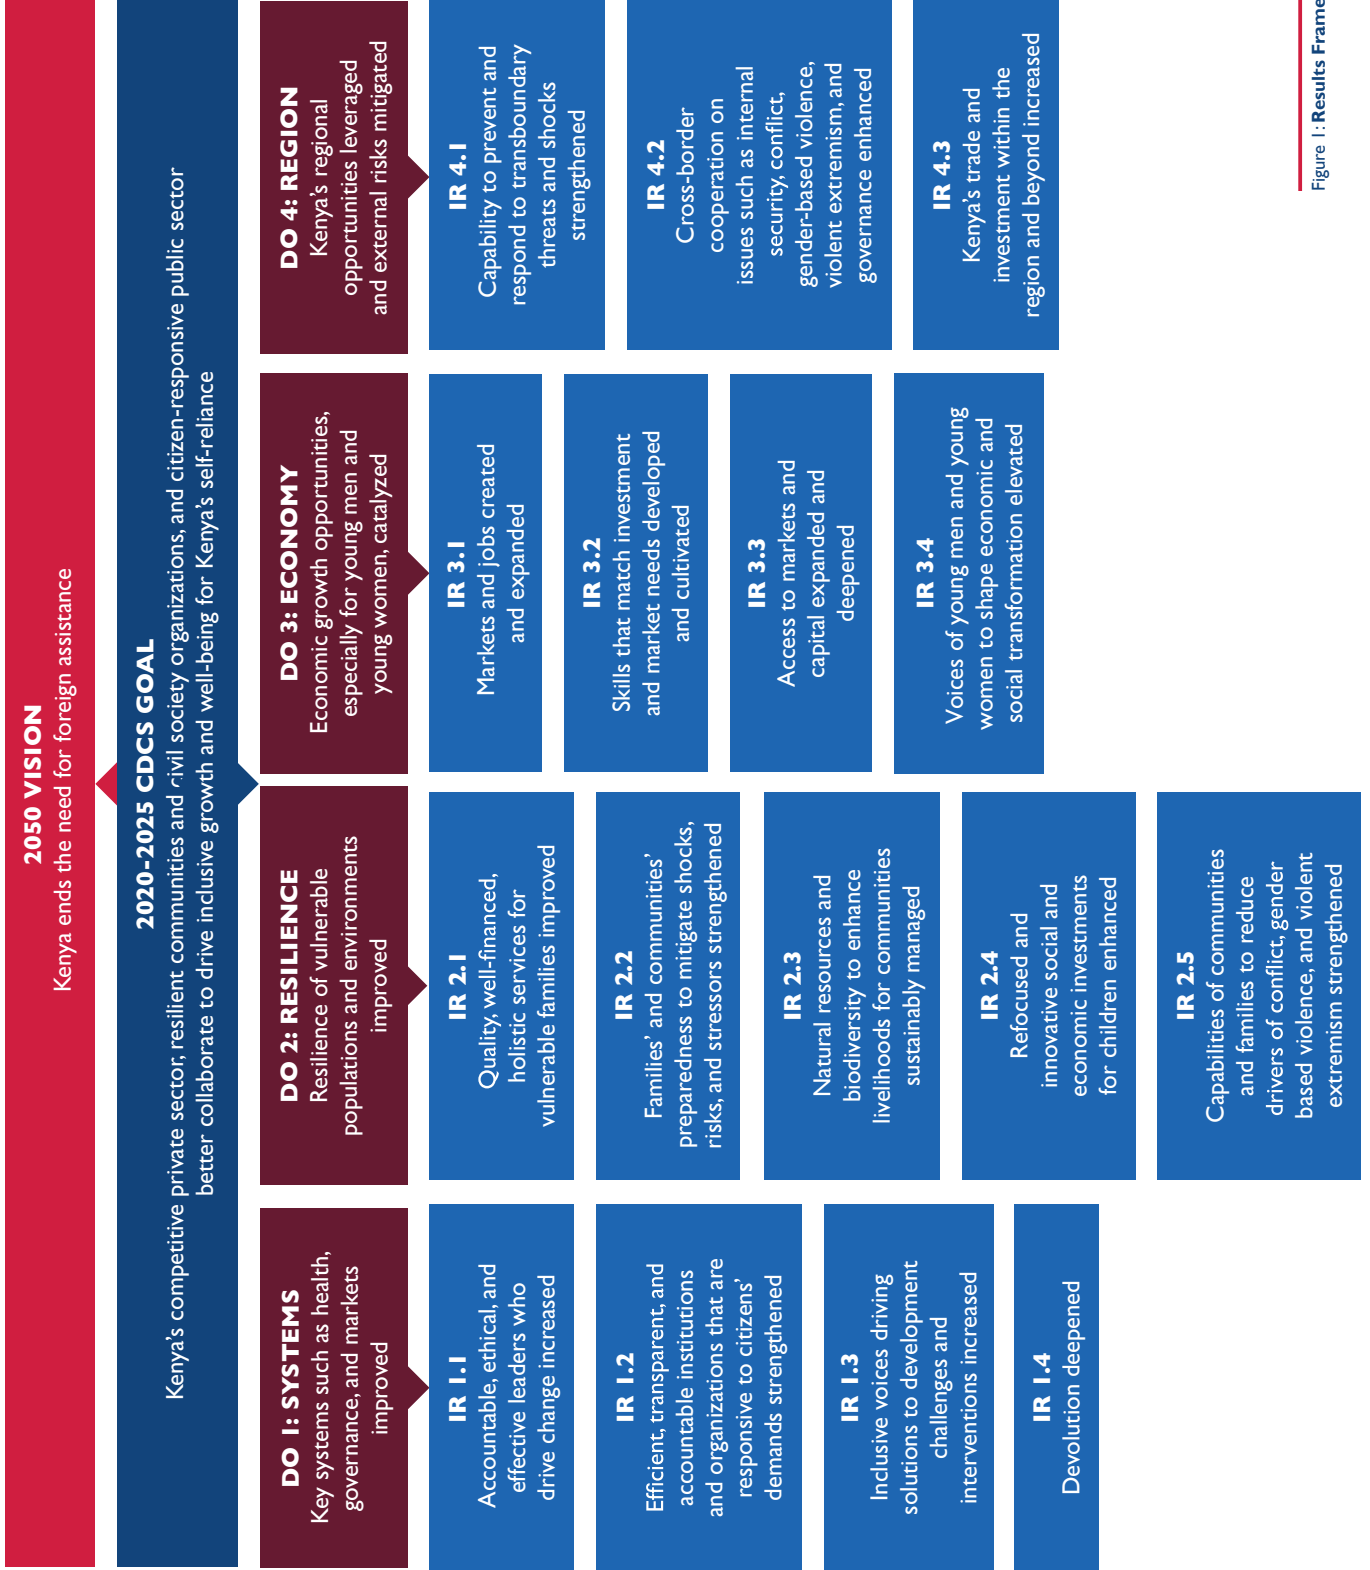 2050 VISION
Kenya ends the need for foreign assistance
2020-2025 CDCS GOAL
Kenya's competitive private sector, resilient communities and civil society organizations, and citizen-responsive public sector
better collaborate to drive inclusive growth and well-being for Kenya's self-reliance
DO 1: SYSTEMS
Key systems such as health,
governance, and markets
improved
IR 1.1
Accountable, ethical, and
effective leaders who
drive change increased
IR 1.2
Efficient, transparent, and
accountable institutions
and organizations that are
responsive to citizens'
demands strengthened
IR 1.3
Inclusive voices driving
solutions to development
challenges and
interventions increased
IR 1.4
Devolution deepened
DO 2: RESILIENCE
Resilience of vulnerable
populations and environments
improved
IR 2.1
Quality, well-financed,
holistic services for
vulnerable families improved
IR 2.2
Families' and communities'
preparedness to mitigate shocks,
risks, and stressors strengthened
IR 2.3
Natural resources and
biodiversity to enhance
livelihoods for communities
sustainably managed
IR 2.4
Refocused and
innovative social and
economic investments
for children enhanced
IR 2.5
Capabilities of communities
and families to reduce
drivers of conflict, gender
based violence, and violent
extremism strengthened
DO 3: ECONOMY
Economic growth opportunities,
especially for young men and
young women, catalyzed
IR 3.1
Markets and jobs created
and expanded
IR 3.2
Skills that match investment
and market needs developed
and cultivated
IR 3.3
Access to markets and
capital expanded and
deepened
IR 3.4
Voices of young men and young
women to shape economic and
social transformation elevated
DO 4: REGION
Kenya's regional
opportunities leveraged
and external risks mitigated
IR 4.1
Capability to prevent and
respond to transboundary
threats and shocks
strengthened
IR 4.2
Cross-border
cooperation on
issues such as internal
security, conflict,
gender-based violence,
violent extremism, and
governance enhanced
IR 4.3
Kenya's trade and
investment within the
region and beyond increased
Figure 1: Results Frame